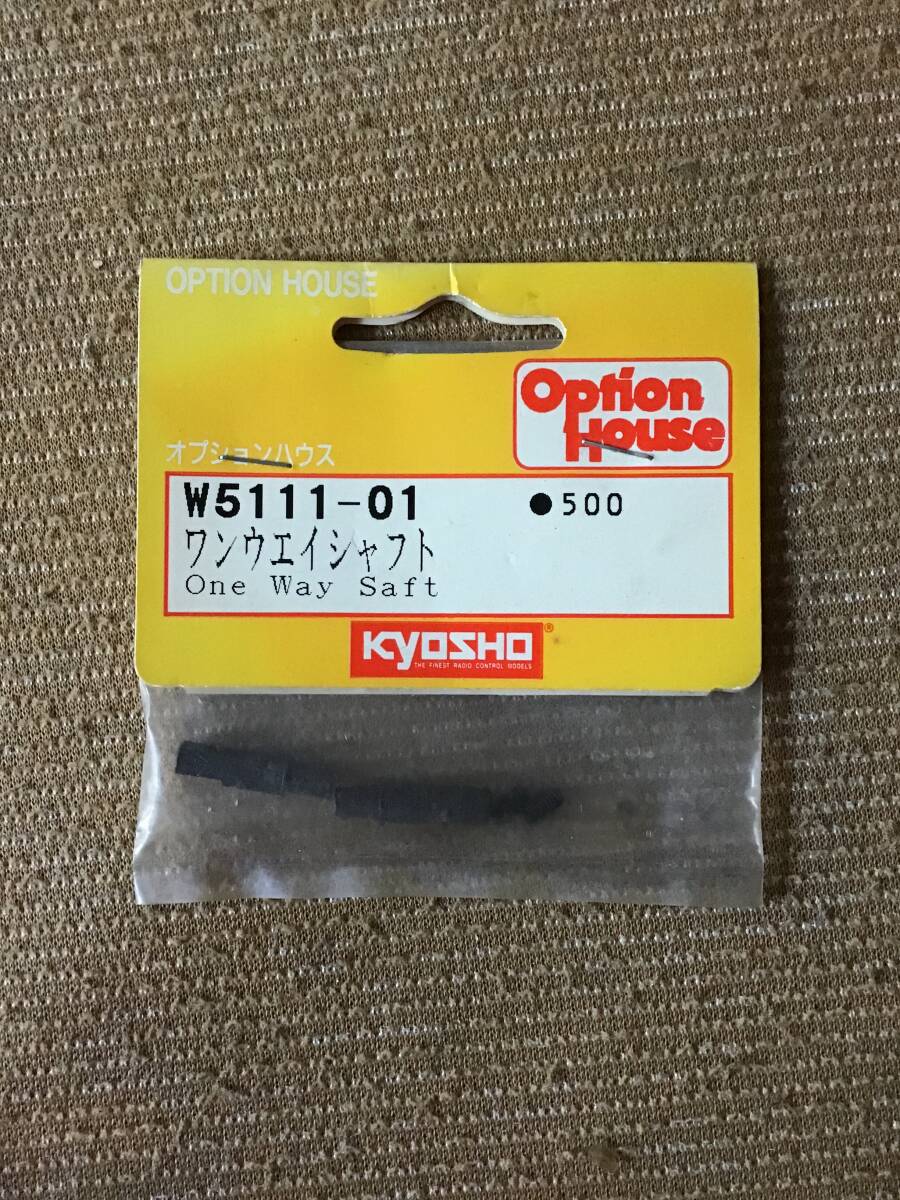 OPTION HOUSE
Option
House
オプションハウス
W5111-01 ●500
ワンウエイシャフト
One Way Saft
KYOSHO®
THE FINEST RADIO CONTROL MODELS